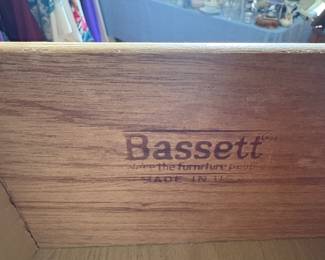 Bassett
the furniture people
MADE IN U.S.A.